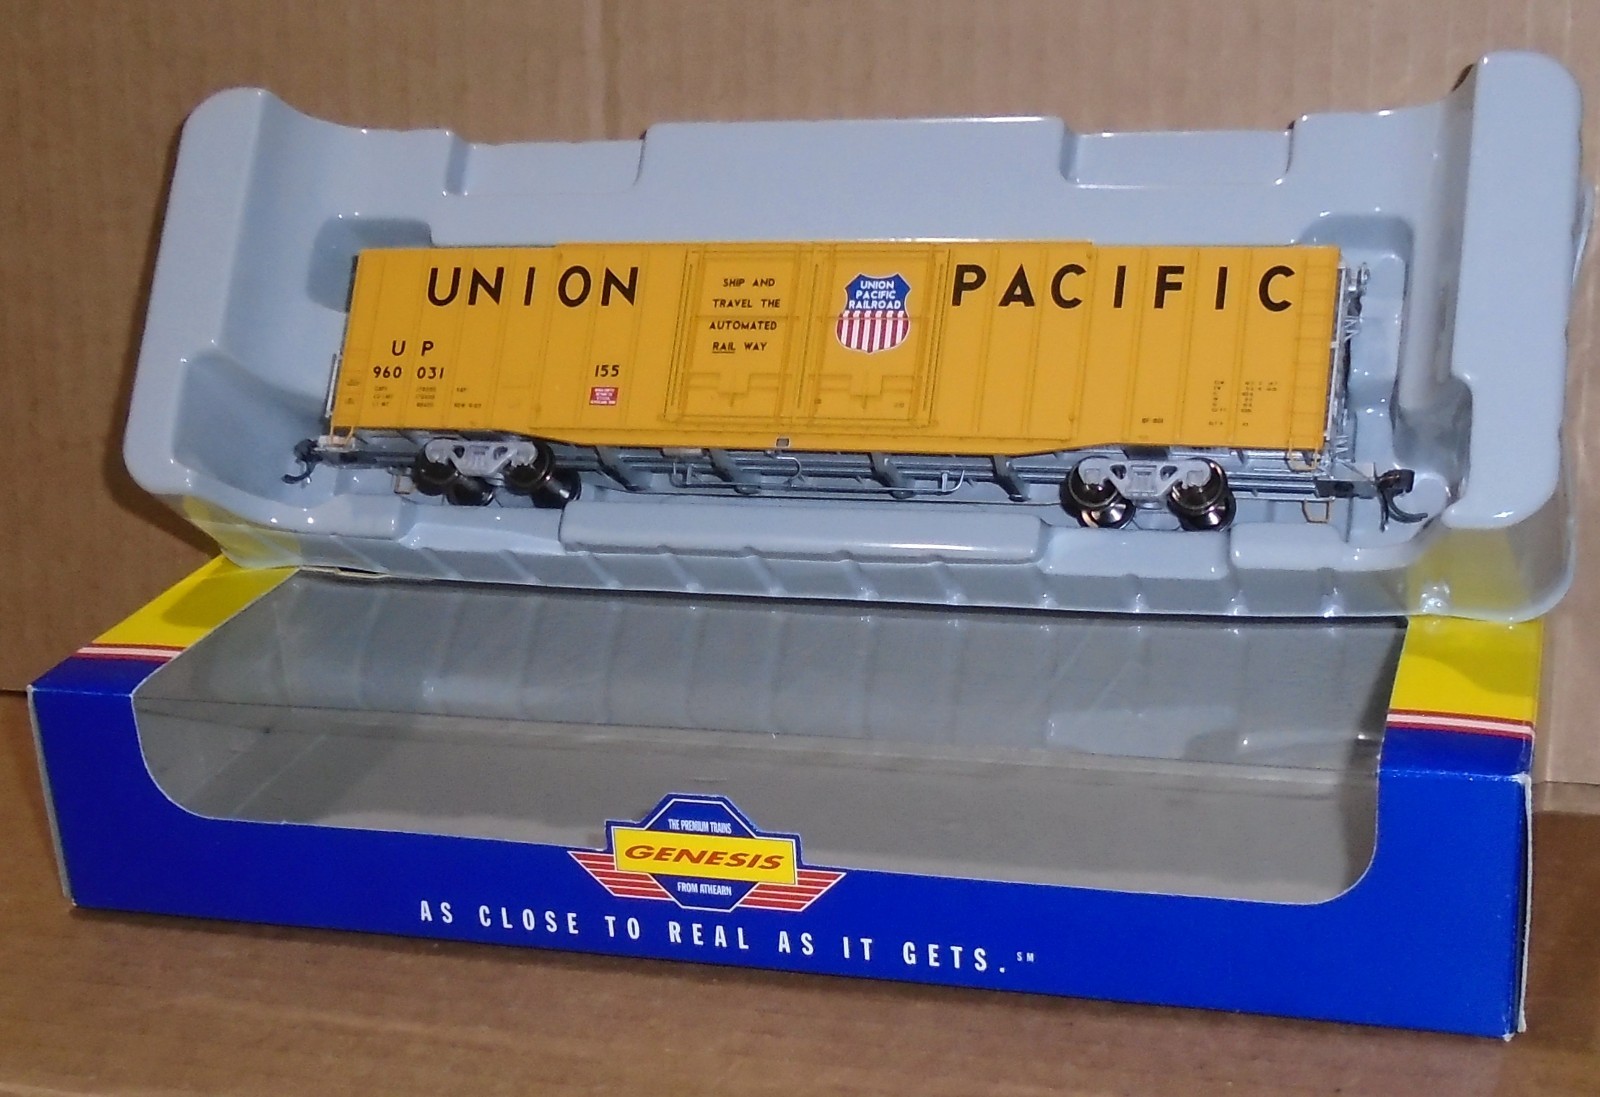 UNION PACIFIC
SHIP AND
TRAVEL THE
AUTOMATED
RAIL WAY
UNION
PACIFIC
RAILROAD
UP
960 031
155
THE PREMIUM TRAINS
GENESIS
FROM ATHEARN
AS CLOSE TO REAL AS IT GETS.SM